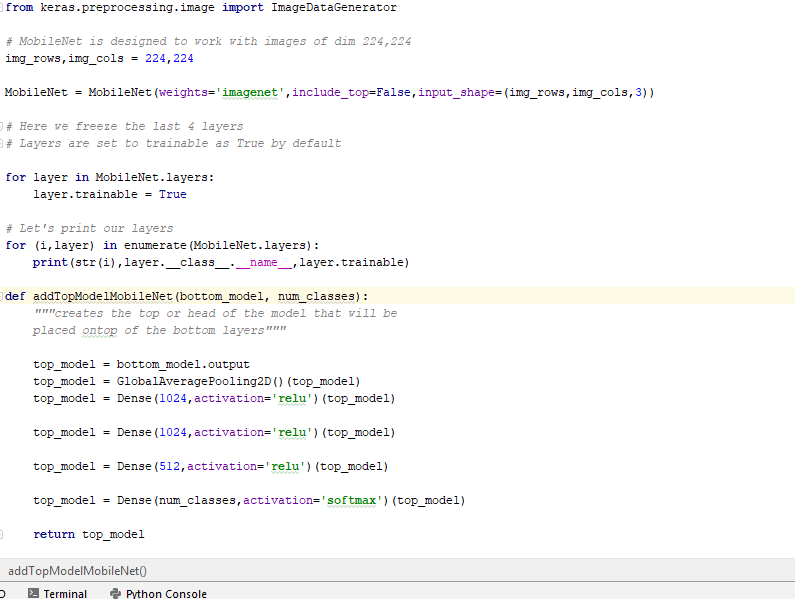 from keras.preprocessing.image import ImageDataGenerator
# MobileNet is designed to work with images of dim 224,224
img_rows,img_cols = 224,224
MobileNet = MobileNet(weights='imagenet',include_top=False,input_shape=(img_rows,img_cols,3))
# Here we freeze the last 4 layers
# Layers are set to trainable as True by default
for layer in MobileNet.layers:
    layer.trainable = True
# Let's print our layers
for (i,layer) in enumerate(MobileNet.layers):
    print(str(i),layer.__class__.__name__,layer.trainable)
def addTopModelMobileNet(bottom_model, num_classes):
    """creates the top or head of the model that will be
    placed ontop of the bottom layers"""
    top_model = bottom_model.output
    top_model = GlobalAveragePooling2D()(top_model)
    top_model = Dense(1024,activation='relu')(top_model)
    top_model = Dense(1024,activation='relu')(top_model)
    top_model = Dense(512,activation='relu')(top_model)
    top_model = Dense(num_classes,activation='softmax')(top_model)
    return top_model
addTopModelMobileNet()
Terminal Python Console